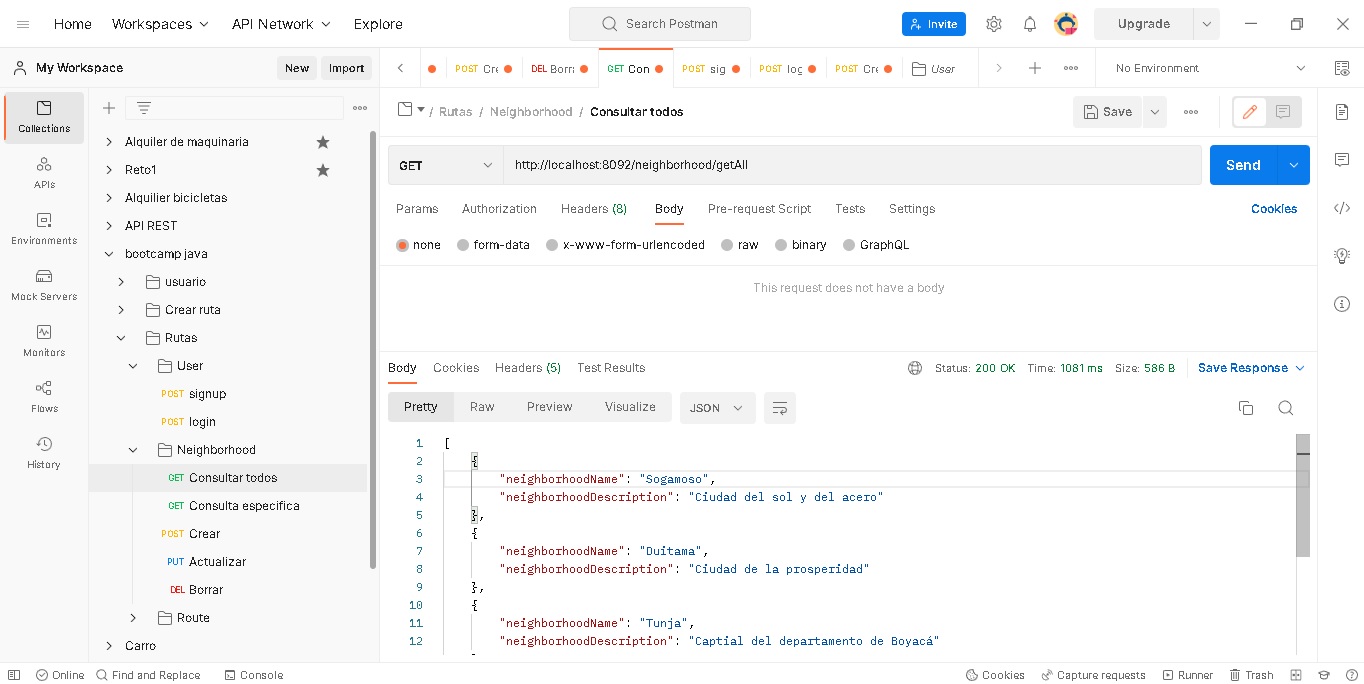 Home Workspaces API Network Explore Search Postman Invite Upgrade
My Workspace New Import
POST Cre DEL Borra GET Con POST sig POST log POST Cre User No Environment
Collections
APIs
Environments
Mock Servers
Monitors
Flows
History
Alquiler de maquinaria
Reto1
Alquilier bicicletas
API REST
bootcamp java
usuario
Crear ruta
Rutas
User
POST signup
POST login
Neighborhood
GET Consultar todos
GET Consulta especifica
POST Crear
PUT Actualizar
DEL Borrar
Route
Carro
/ Rutas / Neighborhood / Consultar todos Save
GET http://localhost:8092/neighborhood/getAll Send
Params Authorization Headers (8) Body Pre-request Script Tests Settings Cookies
none form-data x-www-form-urlencoded raw binary GraphQL
This request does not have a body
Body Cookies Headers (5) Test Results Status: 200 OK Time: 1081 ms Size: 586 B Save Response
Pretty Raw Preview Visualize JSON
1 [
2 {
3 "neighborhoodName": "Sogamoso",
4 "neighborhoodDescription": "Ciudad del sol y del acero"
5 },
6 {
7 "neighborhoodName": "Duitama",
8 "neighborhoodDescription": "Ciudad de la prosperidad"
9 },
10 {
11 "neighborhoodName": "Tunja",
12 "neighborhoodDescription": "Captial del departamento de Boyacá"
Online Find and Replace Console Cookies Capture requests Runner Trash